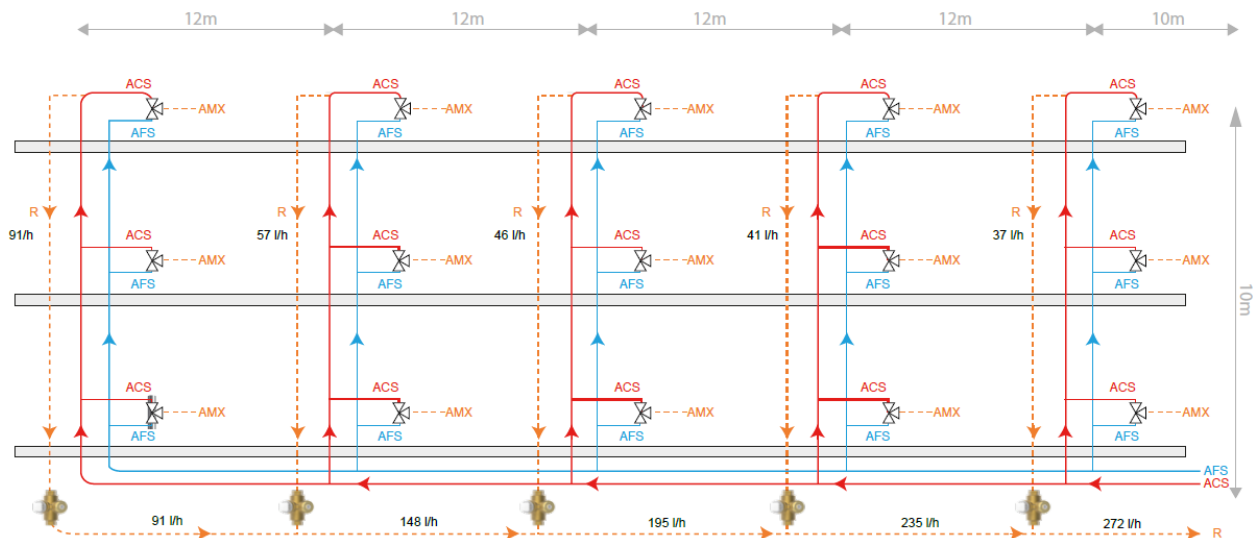 12m 12m 12m 12m 10m
ACS ACS ACS ACS ACS
AMX AMX AMX AMX AMX
AFS AFS AFS AFS AFS
R R R R R
91/h 57 l/h 46 l/h 41 l/h 37 l/h
ACS ACS ACS ACS ACS
AMX AMX AMX AMX AMX
AFS AFS AFS AFS AFS
10m
ACS ACS ACS ACS ACS
AMX AMX AMX AMX AMX
AFS AFS AFS AFS AFS
AFS
ACS
91 l/h 148 l/h 195 l/h 235 l/h 272 l/h
R